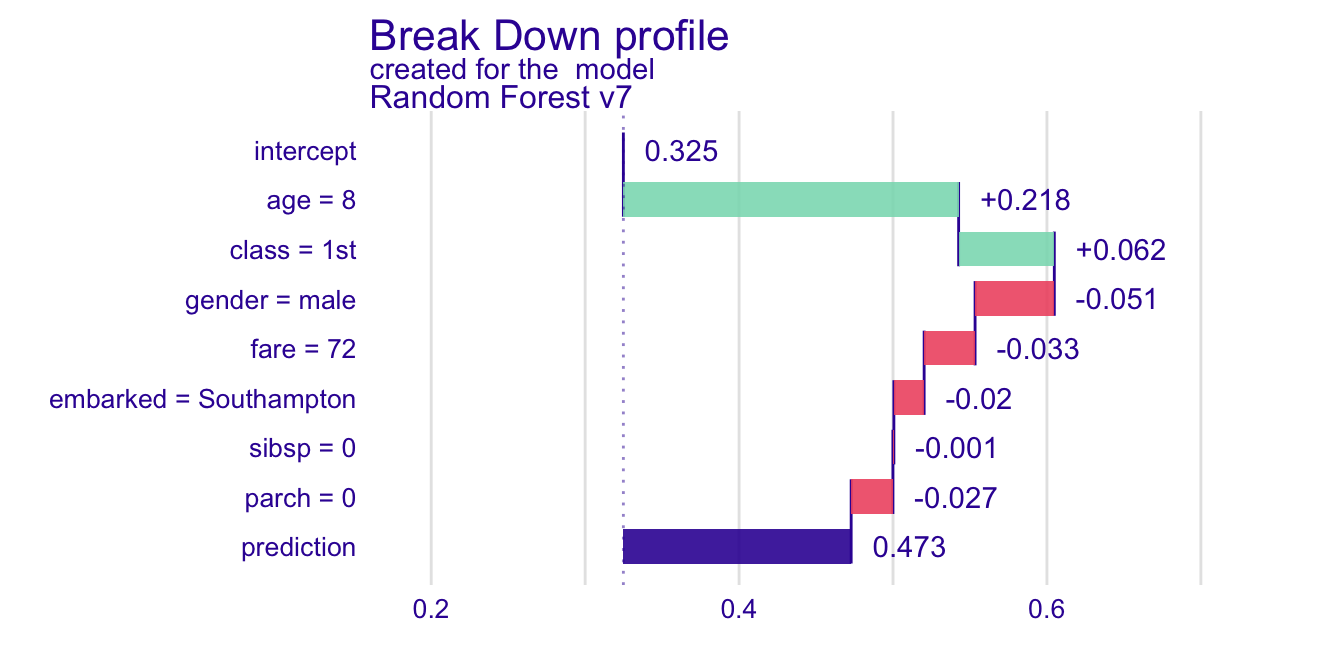 Break Down profile
created for the  model
Random Forest v7
intercept 0.325
age = 8 +0.218
class = 1st +0.062
gender = male -0.051
fare = 72 -0.033
embarked = Southampton -0.02
sibsp = 0 -0.001
parch = 0 -0.027
prediction 0.473
0.2 0.4 0.6